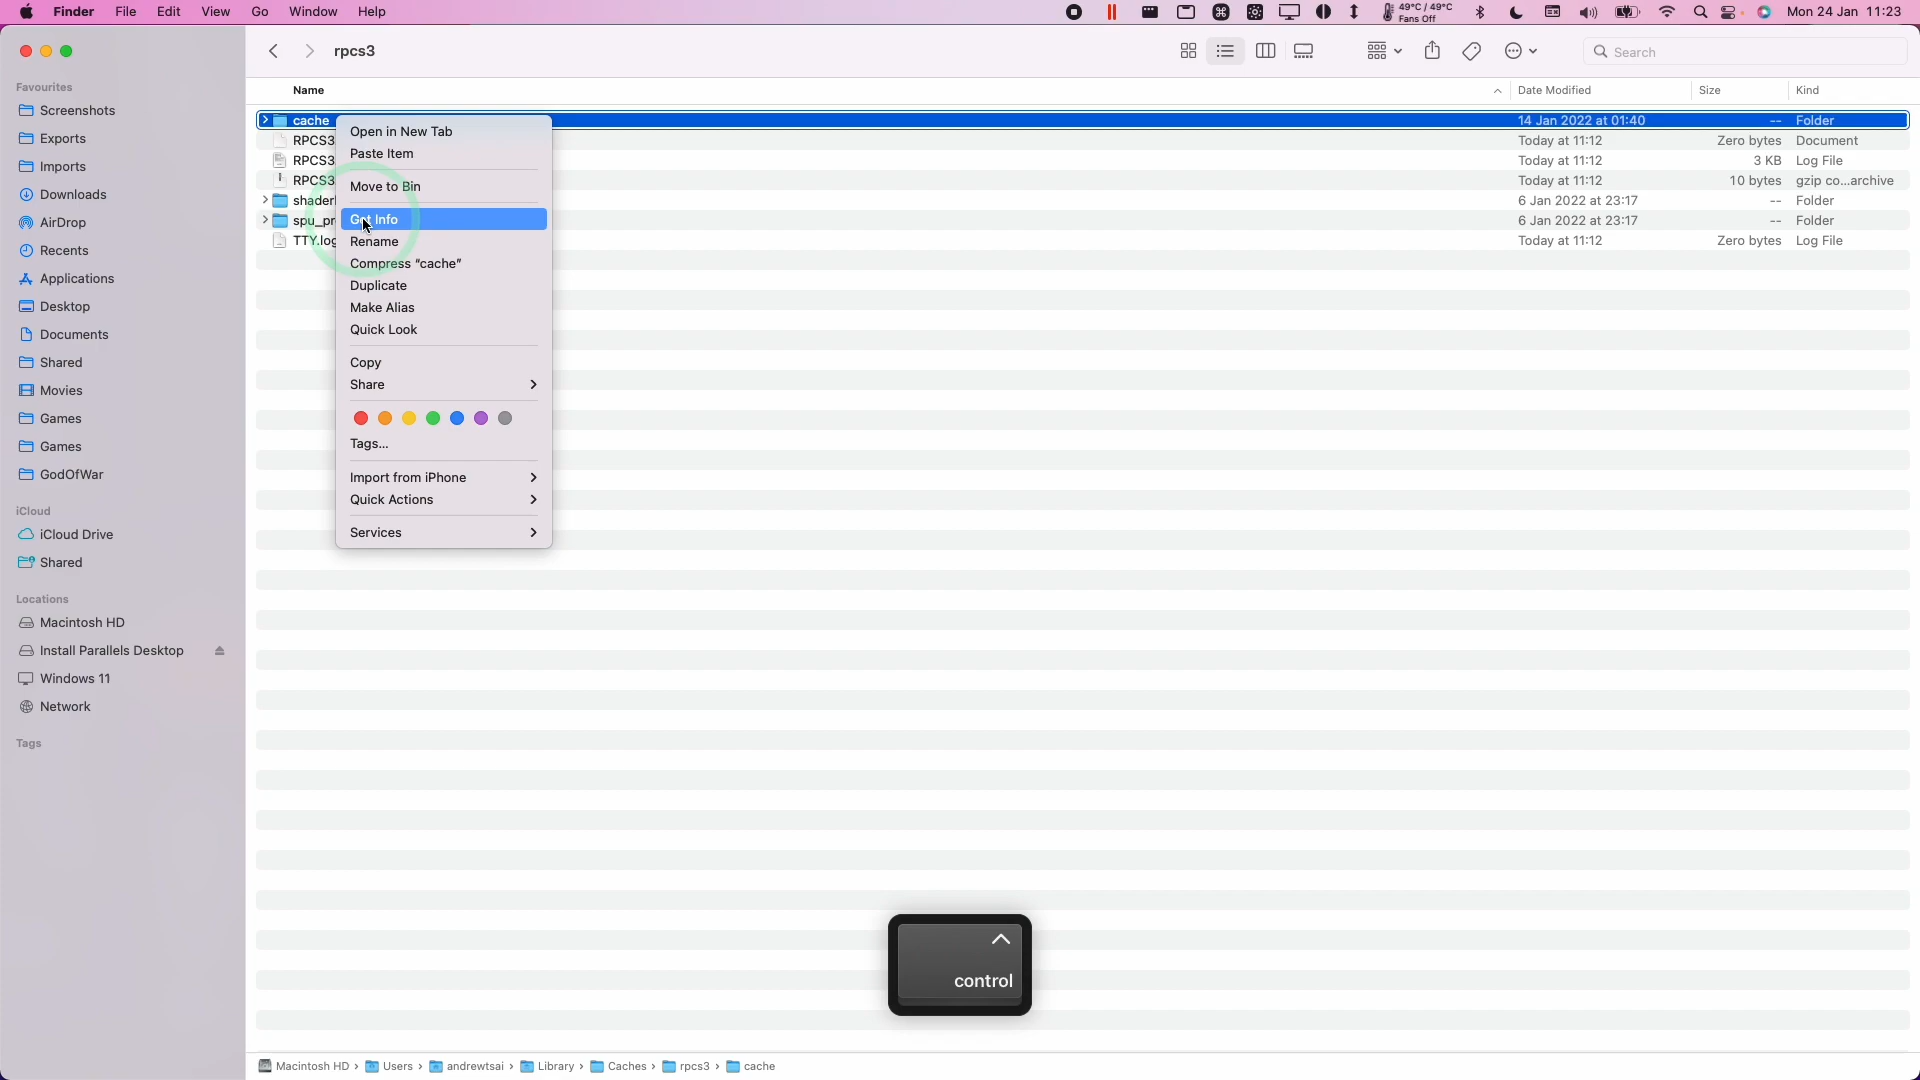 Finder File Edit View Go Window Help 49°C / 49°C Mon 24 Jan 11:23
Fans Off
rpcs3
Search
Favourites
Screenshots
Exports
Imports
Downloads
AirDrop
Recents
Applications
Desktop
Documents
Shared
Movies
Games
Games
GodOfWar
iCloud
iCloud Drive
Shared
Locations
Macintosh HD
Install Parallels Desktop
Windows 11
Network
Tags
Name Date Modified Size Kind
cache 14 Jan 2022 at 01:40 -- Folder
RPCS3 Today at 11:12 Zero bytes Document
RPCS3 Today at 11:12 3 KB Log File
RPCS3 Today at 11:12 10 bytes gzip co...archive
shader 6 Jan 2022 at 23:17 -- Folder
spu_pr 6 Jan 2022 at 23:17 -- Folder
TTY.log Today at 11:12 Zero bytes Log File
Open in New Tab
Paste Item
Move to Bin
Get Info
Rename
Compress “cache”
Duplicate
Make Alias
Quick Look
Copy
Share
Tags...
Import from iPhone
Quick Actions
Services
control
Macintosh HD › Users › andrewtsai › Library › Caches › rpcs3 › cache